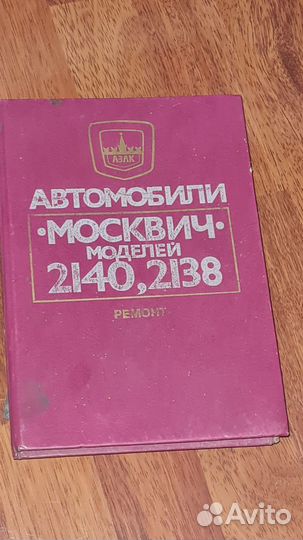 АЗЛК
АВТОМОБИЛИ
·МОСКВИЧ·
МОДЕЛЕЙ
2140, 2138
РЕМОНТ
Avito